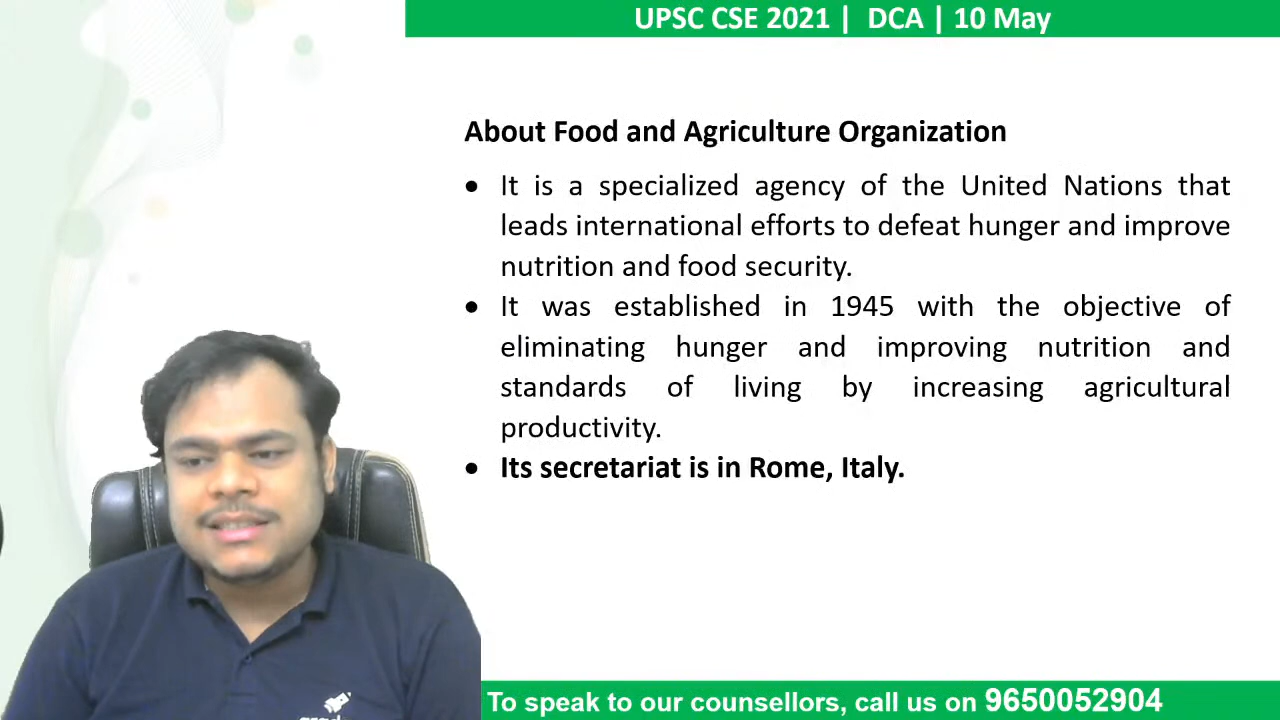 UPSC CSE 2021 | DCA | 10 May
About Food and Agriculture Organization
• It is a specialized agency of the United Nations that
leads international efforts to defeat hunger and improve
nutrition and food security.
• It was established in 1945 with the objective of
eliminating hunger and improving nutrition and
standards of living by increasing agricultural
productivity.
• Its secretariat is in Rome, Italy.
To speak to our counsellors, call us on 9650052904